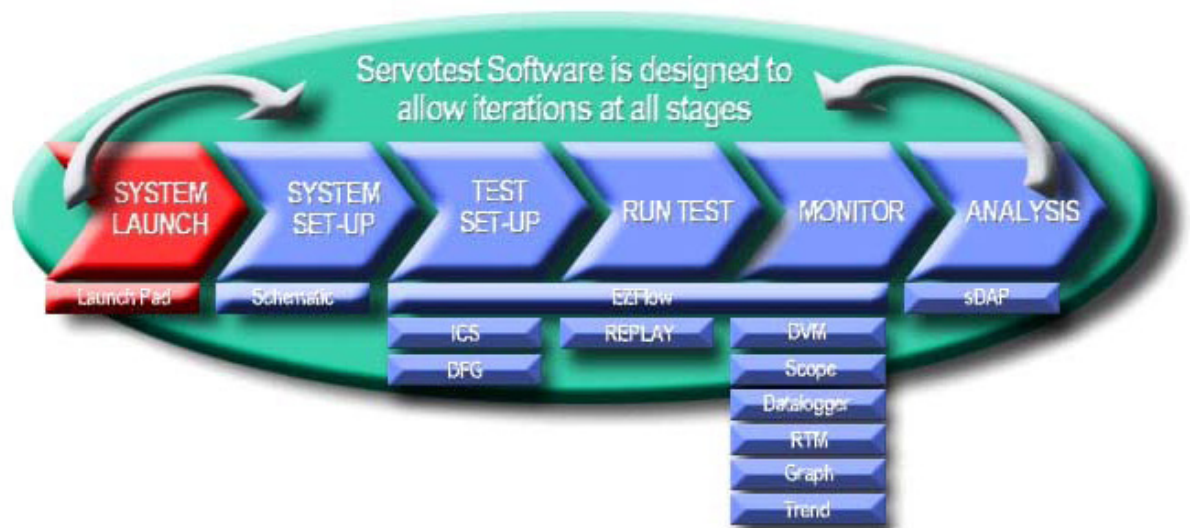 Servotest Software is designed to
allow iterations at all stages
SYSTEM
LAUNCH
SYSTEM
SET-UP
TEST
SET-UP
RUN TEST
MONITOR
ANALYSIS
Launch Pad
Schematic
EZFlow
sDAP
ICS
REPLAY
DVM
DFG
Scope
Datalogger
RTM
Graph
Trend